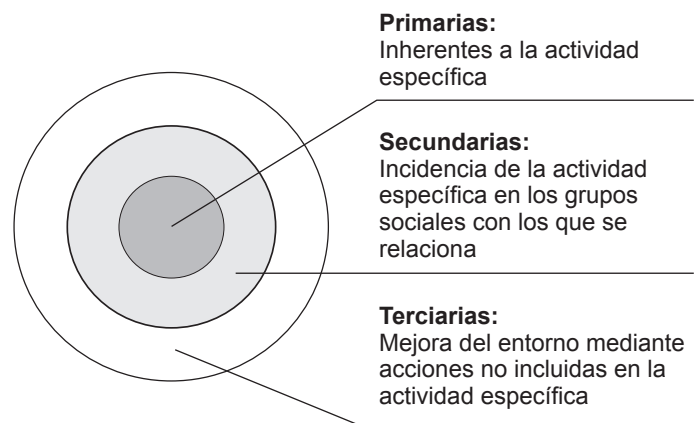 Primarias:
Inherentes a la actividad
específica
Secundarias:
Incidencia de la actividad
específica en los grupos
sociales con los que se
relaciona
Terciarias:
Mejora del entorno mediante
acciones no incluidas en la
actividad específica